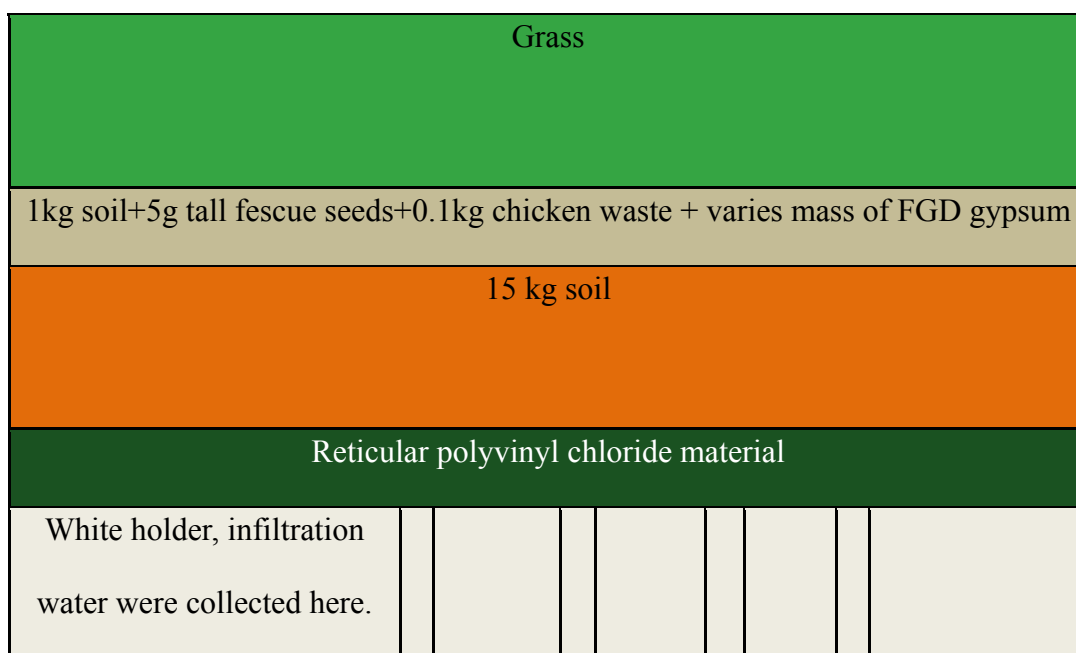 Grass
1kg soil+5g tall fescue seeds+0.1kg chicken waste + varies mass of FGD gypsum
15 kg soil
Reticular polyvinyl chloride material
White holder, infiltration
water were collected here.